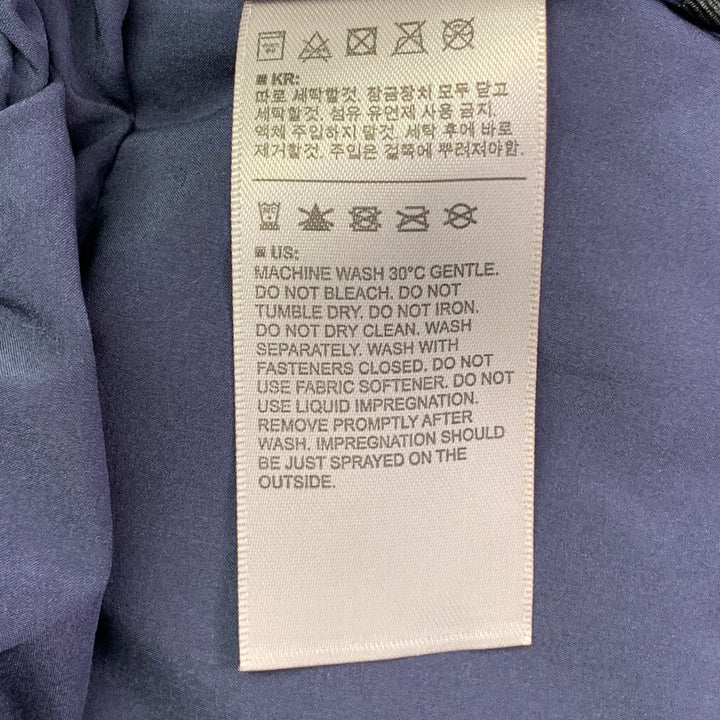 KR:
따로 세탁할것. 잠금장치 모두 닫고
세탁할것. 섬유 유연제 사용 금지.
액체 주입하지 말것. 세탁 후에 바로
제거할것. 주입은 겉쪽에 뿌려져야함.
US:
MACHINE WASH 30°C GENTLE.
DO NOT BLEACH. DO NOT
TUMBLE DRY. DO NOT IRON.
DO NOT DRY CLEAN. WASH
SEPARATELY. WASH WITH
FASTENERS CLOSED. DO NOT
USE FABRIC SOFTENER. DO NOT
USE LIQUID IMPREGNATION.
REMOVE PROMPTLY AFTER
WASH. IMPREGNATION SHOULD
BE JUST SPRAYED ON THE
OUTSIDE.